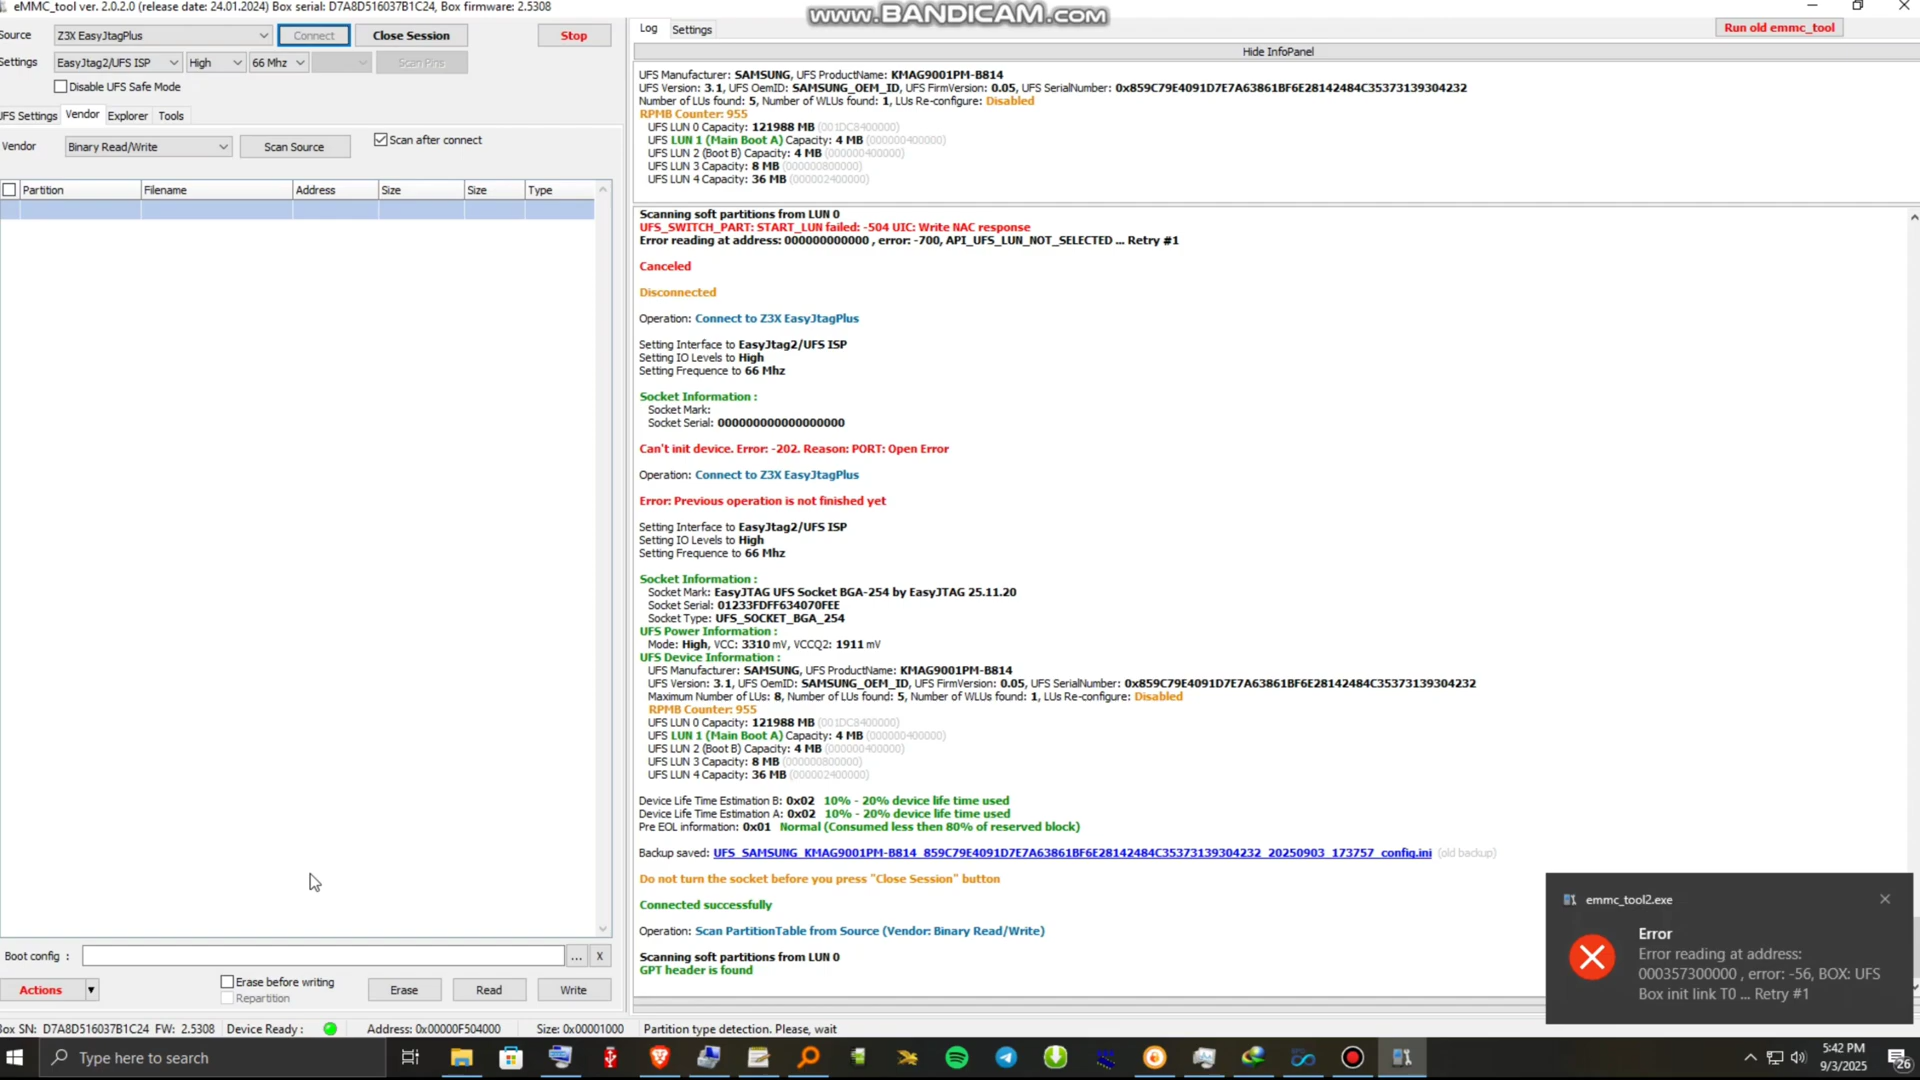 eMMC_tool ver. 2.0.2.0 (release date: 24.01.2024) Box serial: D7A8D516037B1C24, Box firmware: 2.5308
www.BANDICAM.com
ource
Z3X EasyJtagPlus
Connect
Close Session
Stop
Log
Settings
Run old emmc_tool
ettings
EasyJtag2/UFS ISP
High
66 Mhz
Scan Pins
Hide InfoPanel
Disable UFS Safe Mode
UFS Settings
Vendor
Explorer
Tools
Vendor
Binary Read/Write
Scan Source
Scan after connect
Partition
Filename
Address
Size
Size
Type
UFS Manufacturer: SAMSUNG, UFS ProductName: KMAG9001PM-B814
UFS Version: 3.1, UFS OemID: SAMSUNG_OEM_ID, UFS FirmVersion: 0.05, UFS SerialNumber: 0x859C79E4091D7E7A63861BF6E28142484C35373139304232
Number of LUs found: 5, Number of WLUs found: 1, LUs Re-configure: Disabled
RPMB Counter: 955
UFS LUN 0 Capacity: 121988 MB (001DC8400000)
UFS LUN 1 (Main Boot A) Capacity: 4 MB (000000400000)
UFS LUN 2 (Boot B) Capacity: 4 MB (000000400000)
UFS LUN 3 Capacity: 8 MB (000000800000)
UFS LUN 4 Capacity: 36 MB (000002400000)
Scanning soft partitions from LUN 0
UFS_SWITCH_PART: START_LUN failed: -504 UIC: Write NAC response
Error reading at address: 000000000000 , error: -700, API_UFS_LUN_NOT_SELECTED ... Retry #1
Canceled
Disconnected
Operation: Connect to Z3X EasyJtagPlus
Setting Interface to EasyJtag2/UFS ISP
Setting IO Levels to High
Setting Frequency to 66 Mhz
Socket Information :
Socket Mark:
Socket Serial: 000000000000000000
Can't init device. Error: -202. Reason: PORT: Open Error
Operation: Connect to Z3X EasyJtagPlus
Error: Previous operation is not finished yet
Setting Interface to EasyJtag2/UFS ISP
Setting IO Levels to High
Setting Frequency to 66 Mhz
Socket Information :
Socket Mark: EasyJTAG UFS Socket BGA-254 by EasyJTAG 25.11.20
Socket Serial: 01233FDFF634070FEE
Socket Type: UFS_SOCKET_BGA_254
UFS Power Information :
Mode: High, VCC: 3310 mV, VCCQ2: 1911 mV
UFS Device Information :
UFS Manufacturer: SAMSUNG, UFS ProductName: KMAG9001PM-B814
UFS Version: 3.1, UFS OemID: SAMSUNG_OEM_ID, UFS FirmVersion: 0.05, UFS SerialNumber: 0x859C79E4091D7E7A63861BF6E28142484C35373139304232
Maximum Number of LUs: 8, Number of LUs found: 5, Number of WLUs found: 1, LUs Re-configure: Disabled
RPMB Counter: 955
UFS LUN 0 Capacity: 121988 MB (001DC8400000)
UFS LUN 1 (Main Boot A) Capacity: 4 MB (000000400000)
UFS LUN 2 (Boot B) Capacity: 4 MB (000000400000)
UFS LUN 3 Capacity: 8 MB (000000800000)
UFS LUN 4 Capacity: 36 MB (000002400000)
Device Life Time Estimation B: 0x02 10% - 20% device life time used
Device Life Time Estimation A: 0x02 10% - 20% device life time used
Pre EOL information: 0x01 Normal (Consumed less then 80% of reserved block)
Backup saved: UFS_SAMSUNG_KMAG9001PM-B814_859C79E4091D7E7A63861BF6E28142484C35373139304232_20250903_173757_config.ini (old backup)
Do not turn the socket before you press "Close Session" button
Connected successfully
Operation: Scan PartitionTable from Source (Vendor: Binary Read/Write)
Scanning soft partitions from LUN 0
GPT header is found
emmc_tool2.exe
Error
Error reading at address:
000357300000 , error: -56, BOX: UFS
Box init link T0 ... Retry #1
Boot config :
...
X
Actions
Erase before writing
Repartition
Erase
Read
Write
Box SN: D7A8D516037B1C24 FW: 2.5308
Device Ready :
Address: 0x00000F504000
Size: 0x00001000
Partition type detection. Please, wait
Type here to search
5:42 PM
9/3/2025
26